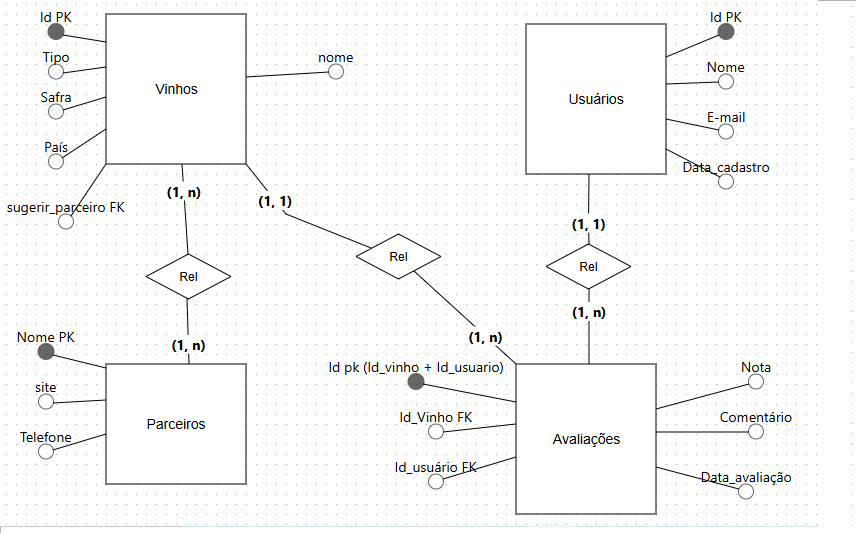 Id PK
Tipo
Safra
País
sugerir_parceiro FK
Vinhos
nome
Usuários
Id PK
Nome
E-mail
Data_cadastro
(1, n)
(1, 1)
(1, 1)
Rel
Rel
Rel
(1, n)
(1, n)
(1, n)
Nome PK
site
Telefone
Parceiros
Id pk (Id_vinho + Id_usuario)
Id_Vinho FK
Id_usuário FK
Avaliações
Nota
Comentário
Data_avaliação